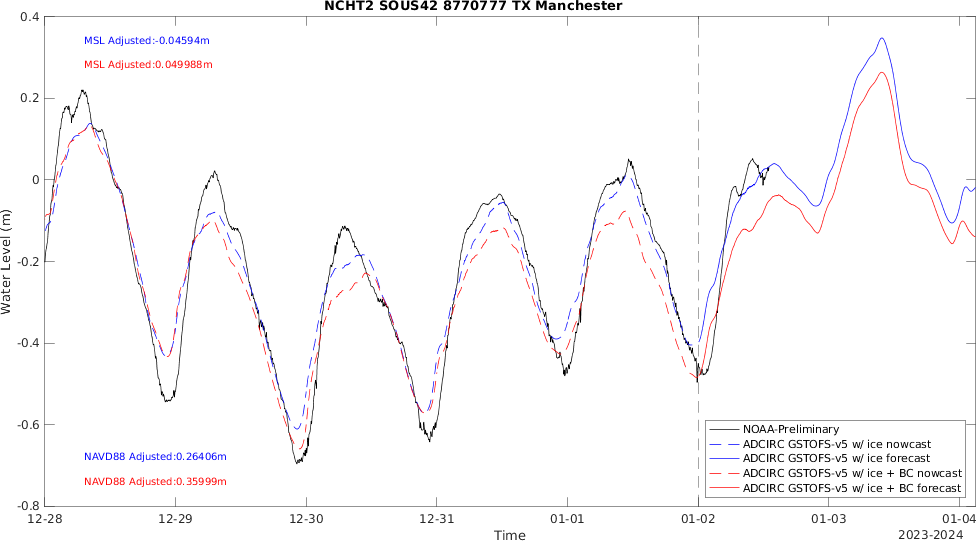 NCHT2 SOUS42 8770777 TX Manchester
MSL Adjusted:-0.04594m
MSL Adjusted:0.049988m
0.4
0.2
0
-0.2
-0.4
-0.6
-0.8
Water Level (m)
NAVD88 Adjusted:0.26406m
NAVD88 Adjusted:0.35999m
NOAA-Preliminary
ADCIRC GSTOFS-v5 w/ ice nowcast
ADCIRC GSTOFS-v5 w/ ice forecast
ADCIRC GSTOFS-v5 w/ ice + BC nowcast
ADCIRC GSTOFS-v5 w/ ice + BC forecast
12-28 12-29 12-30 12-31 01-01 01-02 01-03 01-04
Time
2023-2024